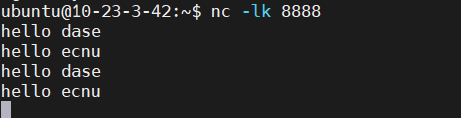 ubuntu@10-23-3-42:~$ nc -lk 8888
hello dase
hello ecnu
hello dase
hello ecnu